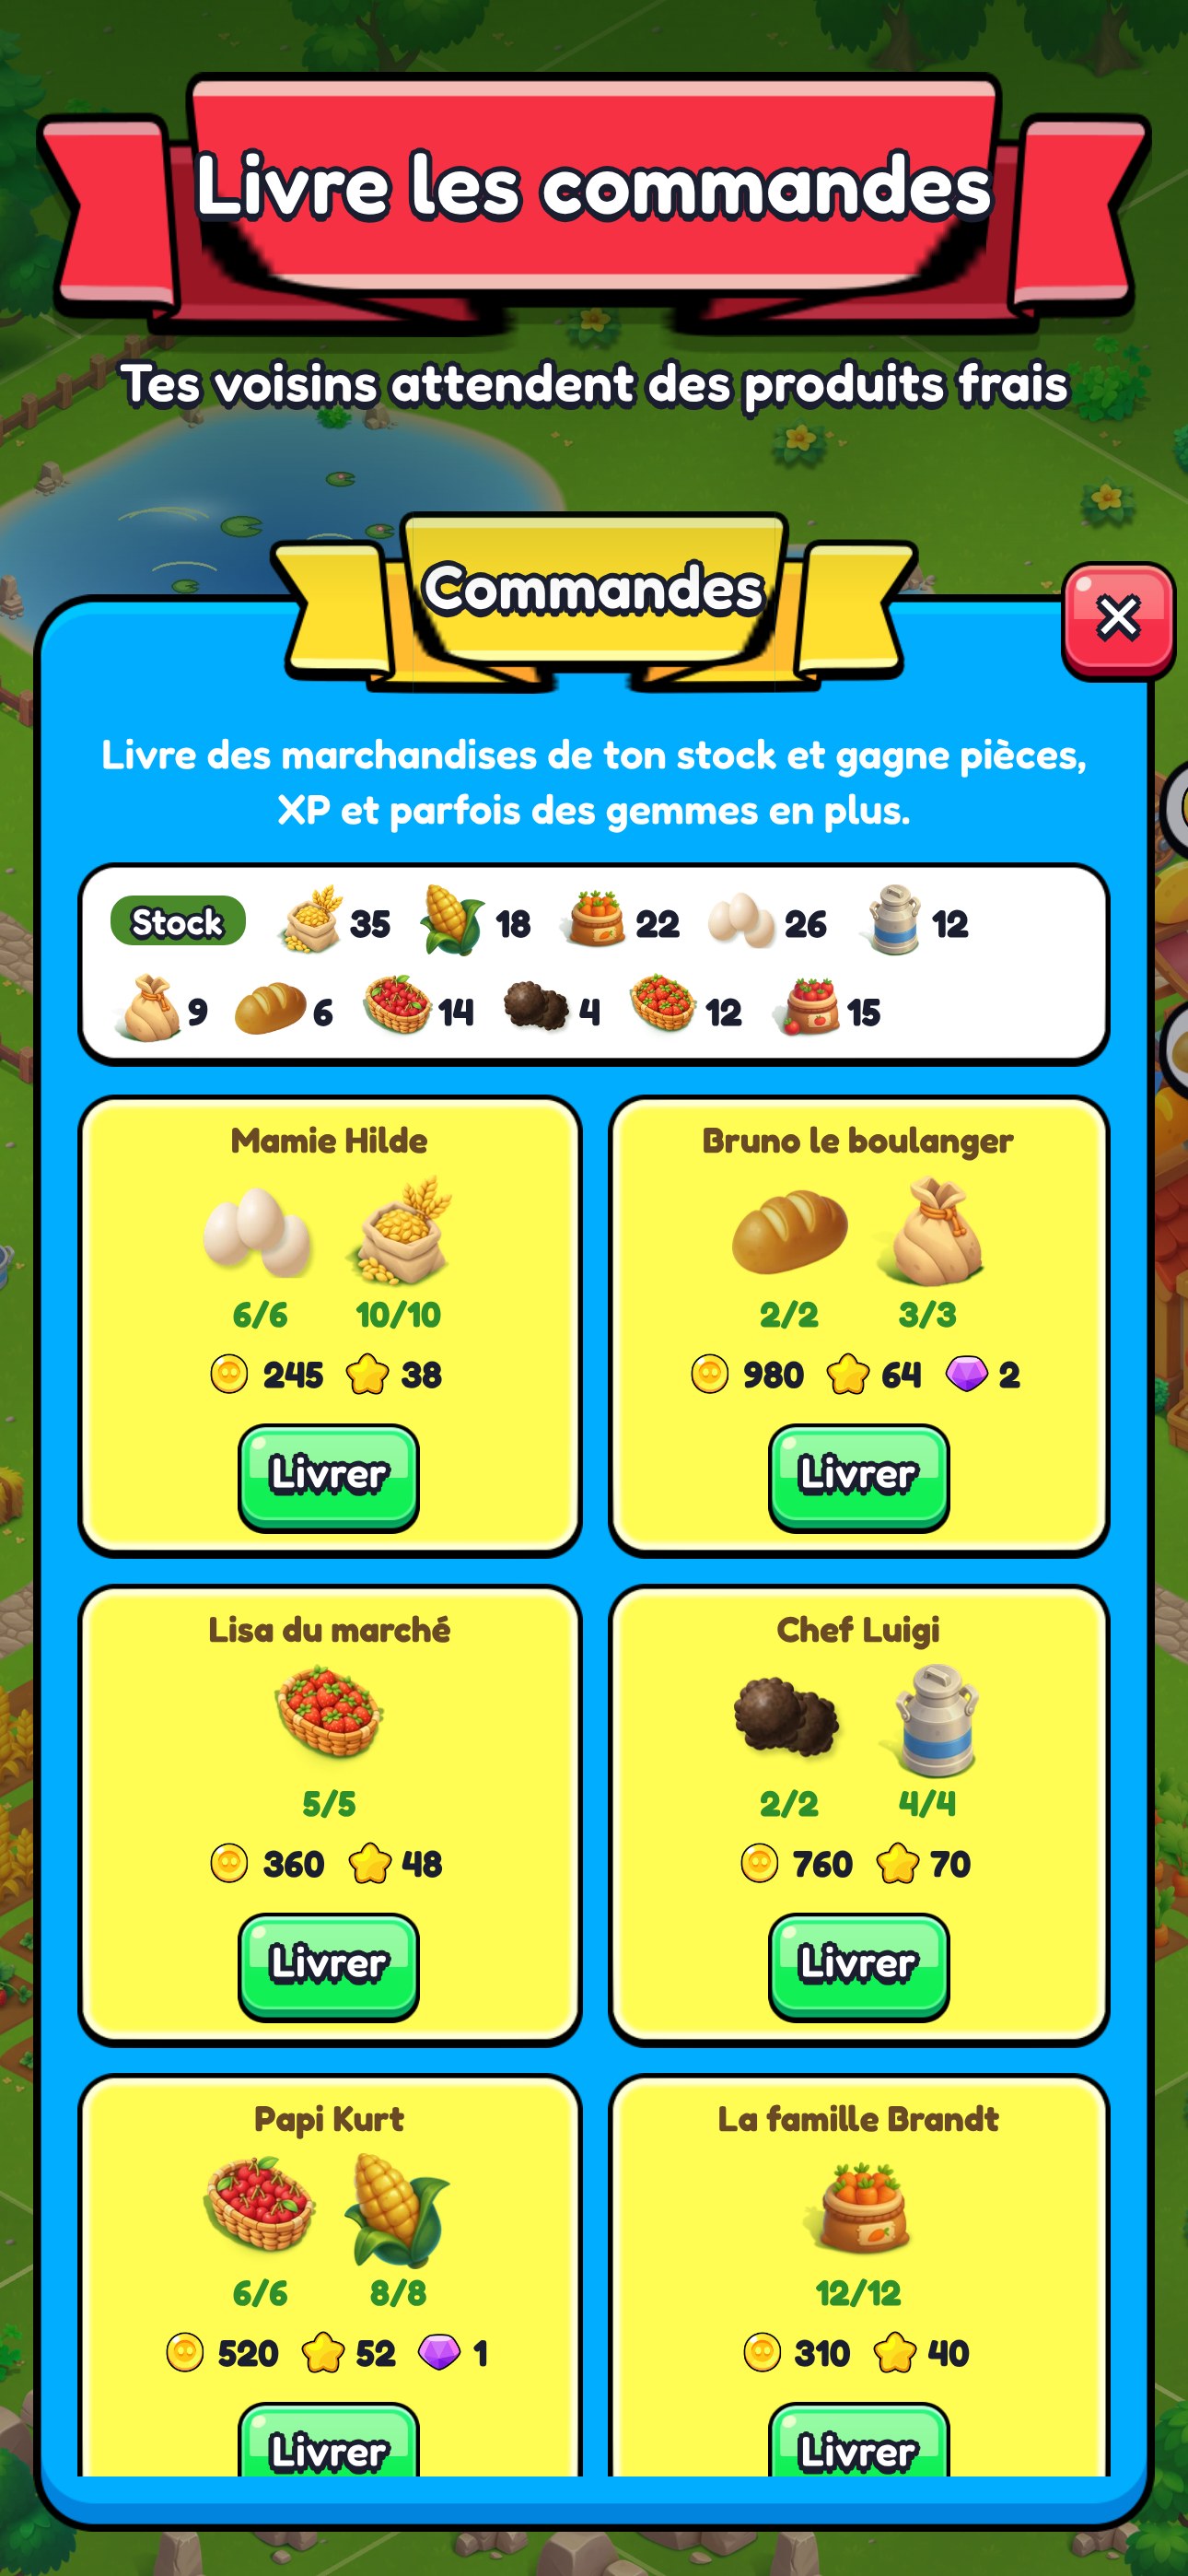 Livre les commandes
Tes voisins attendent des produits frais
Commandes
Livre des marchandises de ton stock et gagne pièces,
XP et parfois des gemmes en plus.
Stock 35 18 22 26 12
9 6 14 4 12 15
Mamie Hilde
6/6 10/10
245 38
Livrer
Bruno le boulanger
2/2 3/3
980 64 2
Livrer
Lisa du marché
5/5
360 48
Livrer
Chef Luigi
2/2 4/4
760 70
Livrer
Papi Kurt
6/6 8/8
520 52 1
Livrer
La famille Brandt
12/12
310 40
Livrer